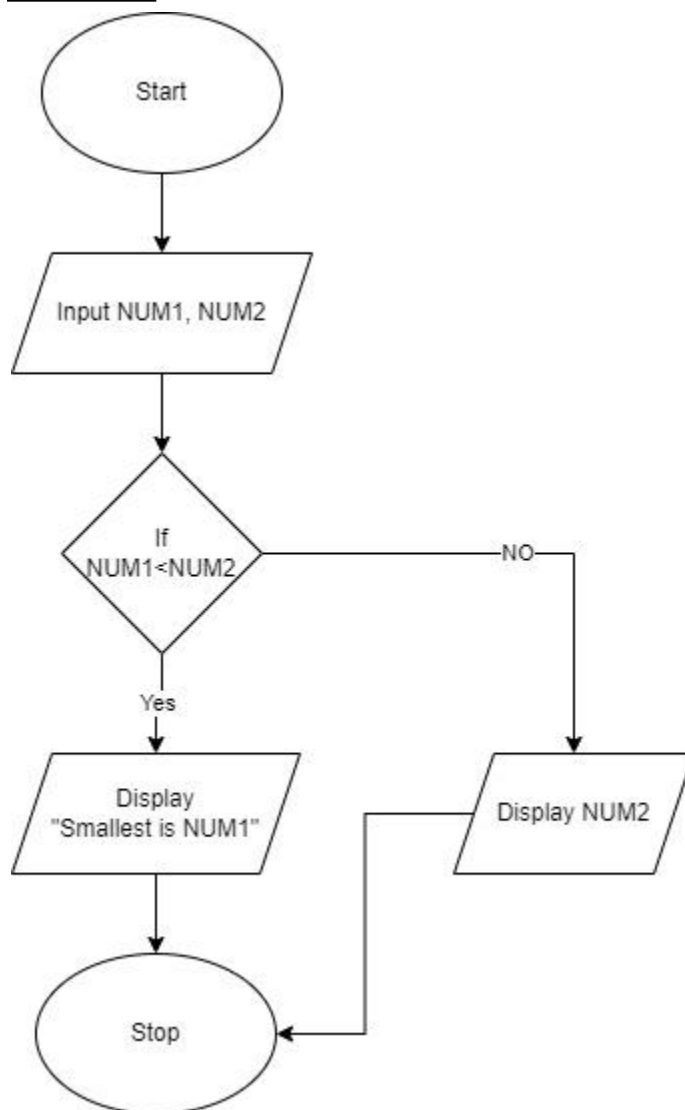 Start
Input NUM1, NUM2
If
NUM1<NUM2
NO
Yes
Display
"Smallest is NUM1"
Display NUM2
Stop